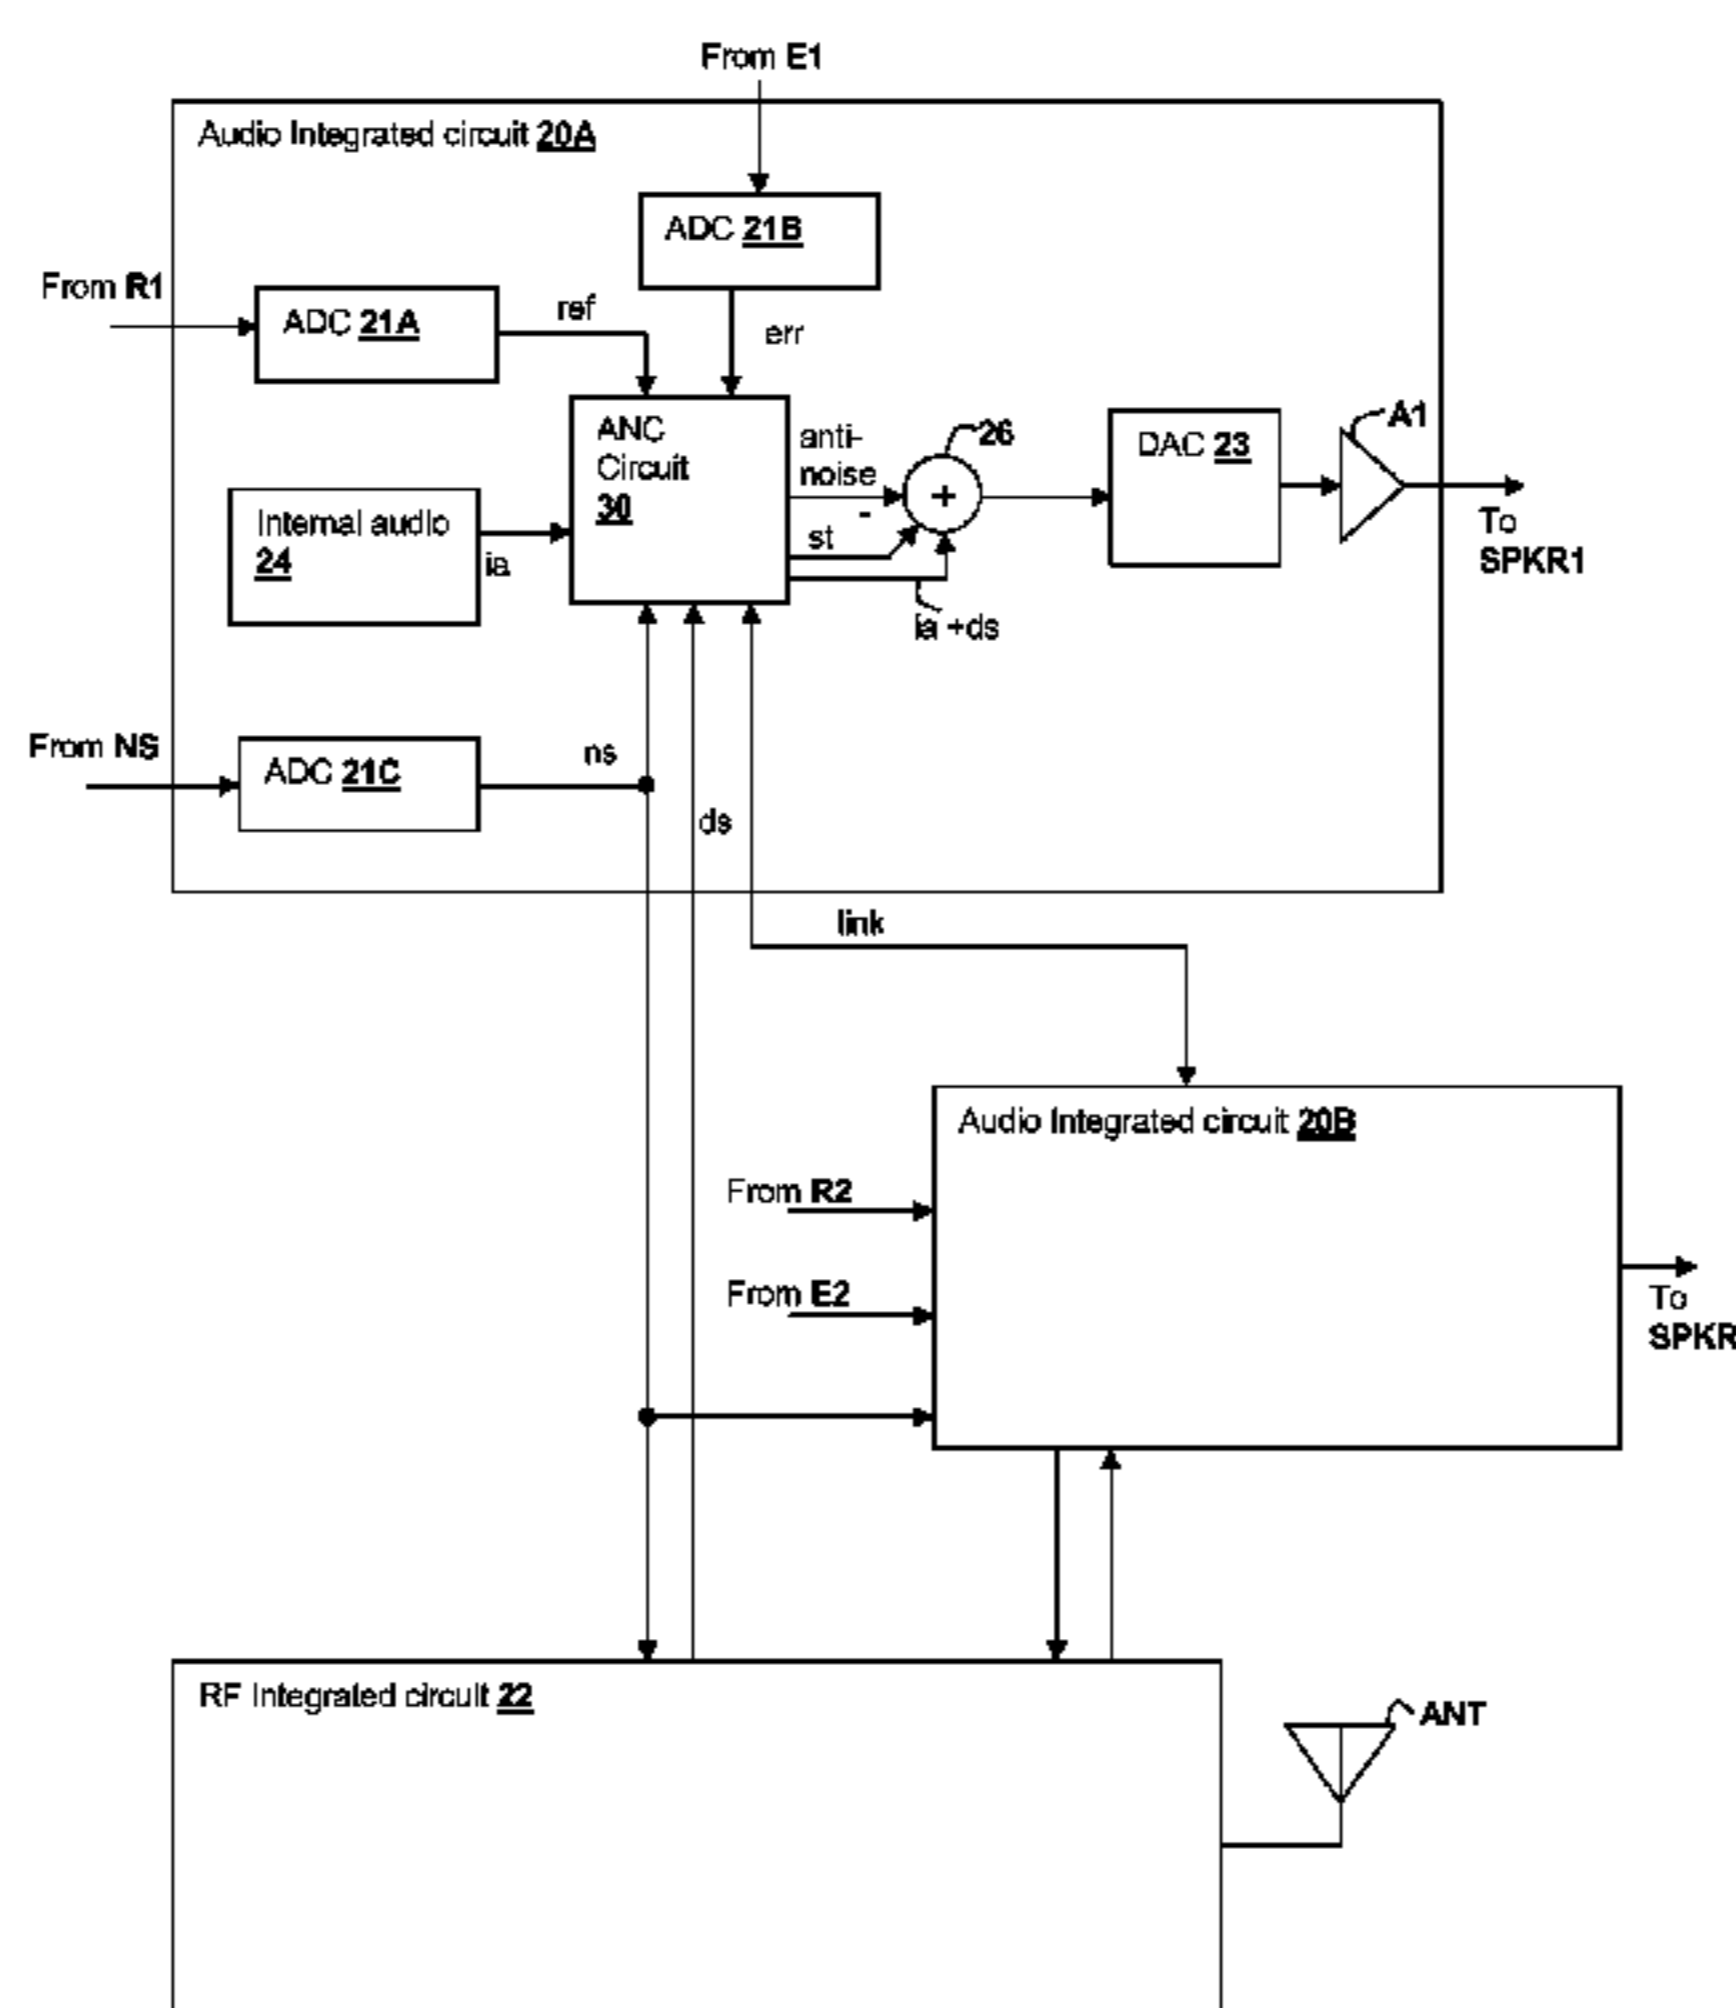 From E1
Audio Integrated circuit 20A
ADC 21B
From R1
ADC 21A
ref
err
ANC
Circuit
30
anti-
noise
-
26
+
DAC 23
A1
Internal audio
24
ia
st
ia +ds
To
SPKR1
From NS
ADC 21C
ns
ds
link
Audio Integrated circuit 20B
From R2
From E2
To
SPKR
RF Integrated circuit 22
ANT